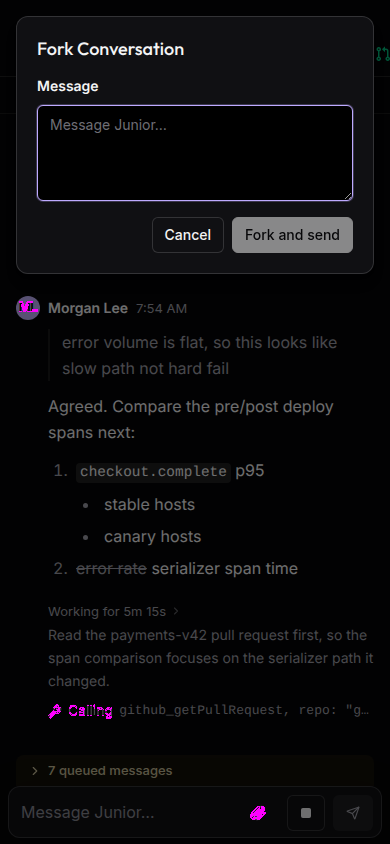 Fork Conversation
Message
Message Junior...
Cancel
Fork and send
Morgan Lee 7:54 AM
error volume is flat, so this looks like
slow path not hard fail
Agreed. Compare the pre/post deploy
spans next:
1. checkout.complete p95
• stable hosts
• canary hosts
2. error rate serializer span time
Working for 5m 15s
Read the payments-v42 pull request first, so the
span comparison focuses on the serializer path it
changed.
Calling github_getPullRequest, repo: "g…
7 queued messages
Message Junior...